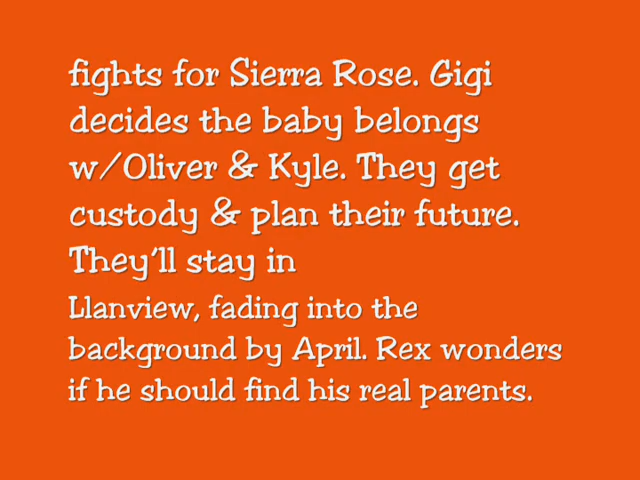 fights for Sierra Rose. Gigi
decides the baby belongs
w/Oliver & Kyle. They get
custody & plan their future.
They'll stay in
Llanview, fading into the
background by April. Rex wonders
if he should find his real parents.